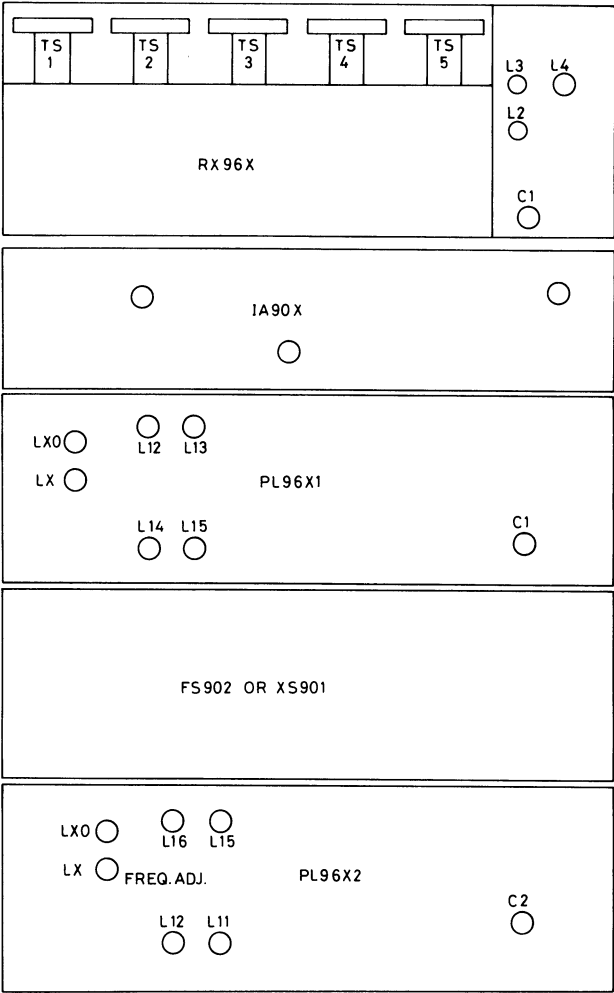 TS 1
TS 2
TS 3
TS 4
TS 5
L3
L4
L2
RX96X
C1
IA90X
LX0
L12
L13
LX
PL96X1
L14
L15
C1
FS902 OR XS901
LX0
L16
L15
LX
FREQ. ADJ.
PL96X2
C2
L12
L11